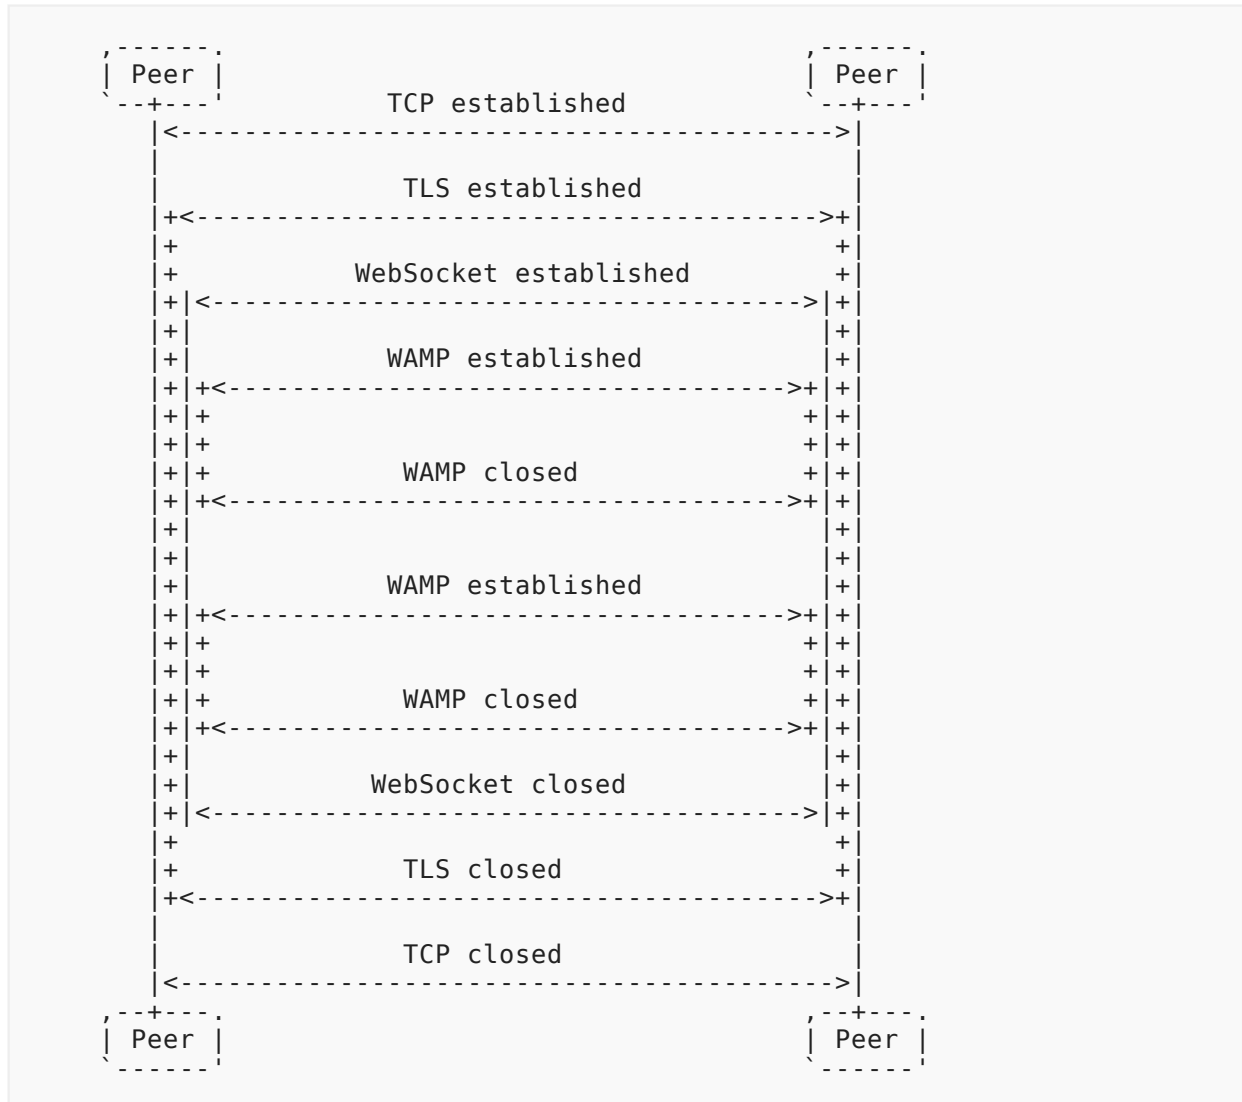 ,------.                                    ,------.
| Peer |                                    | Peer |
`--+---'          TCP established           `--+---'
   |<----------------------------------------->|
   |                                           |
   |               TLS established             |
   |+<--------------------------------------->+|
   |+                                         +|
   |+           WebSocket established         +|
   |+|<------------------------------------->|+|
   |+|                                       |+|
   |+|            WAMP established           |+|
   |+|+<----------------------------------->+|+|
   |+|+                                     +|+|
   |+|+                                     +|+|
   |+|+            WAMP closed              +|+|
   |+|+<----------------------------------->+|+|
   |+|                                       |+|
   |+|                                       |+|
   |+|            WAMP established           |+|
   |+|+<----------------------------------->+|+|
   |+|+                                     +|+|
   |+|+                                     +|+|
   |+|+            WAMP closed              +|+|
   |+|+<----------------------------------->+|+|
   |+|                                       |+|
   |+|           WebSocket closed            |+|
   |+|<------------------------------------->|+|
   |+                                         +|
   |+              TLS closed                 +|
   |+<--------------------------------------->+|
   |                                           |
   |               TCP closed                  |
   |<----------------------------------------->|
,--+---.                                    ,--+---.
| Peer |                                    | Peer |
`------'                                    `------'